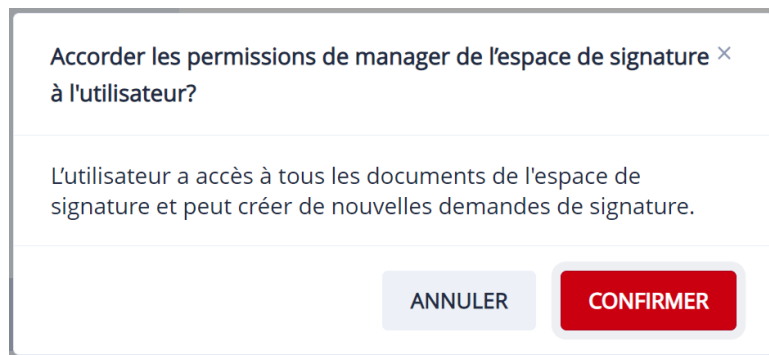 Accorder les permissions de manager de l’espace de signature ×
à l'utilisateur?
L’utilisateur a accès à tous les documents de l'espace de
signature et peut créer de nouvelles demandes de signature.
ANNULER CONFIRMER